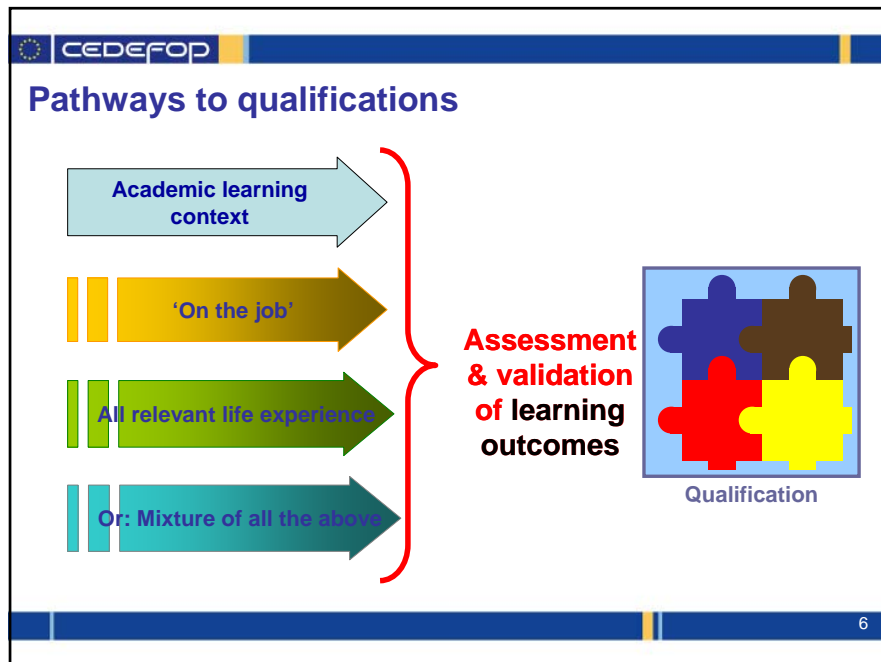 CEDEFOP
Pathways to qualifications
Academic learning
context
‘On the job’
All relevant life experience
Or: Mixture of all the above
Assessment
& validation
of learning
outcomes
Qualification
6